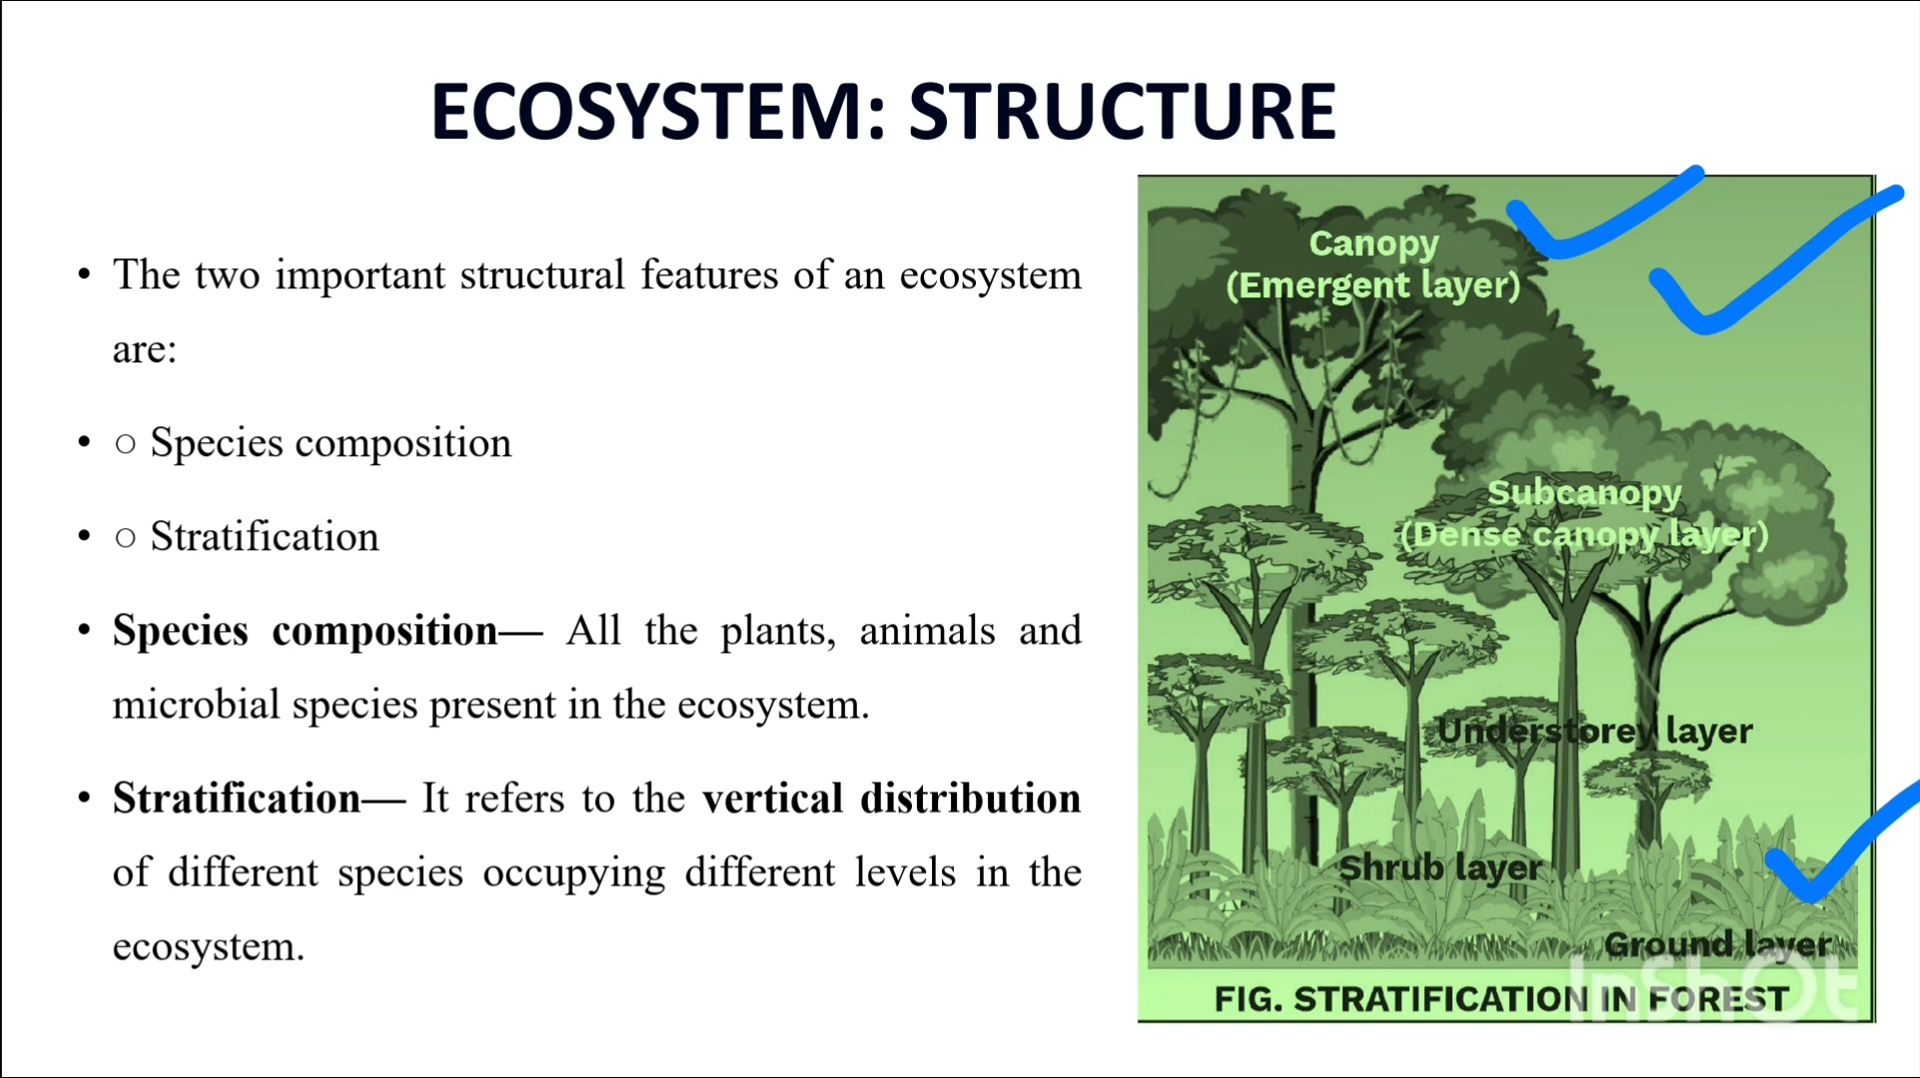 ECOSYSTEM: STRUCTURE
• The two important structural features of an ecosystem
are:
• ○ Species composition
• ○ Stratification
• Species composition— All the plants, animals and
microbial species present in the ecosystem.
• Stratification— It refers to the vertical distribution
of different species occupying different levels in the
ecosystem.
Canopy
(Emergent layer)
Subcanopy
(Dense canopy layer)
Understorey layer
Shrub layer
Ground layer
FIG. STRATIFICATION IN FOREST
InShOt